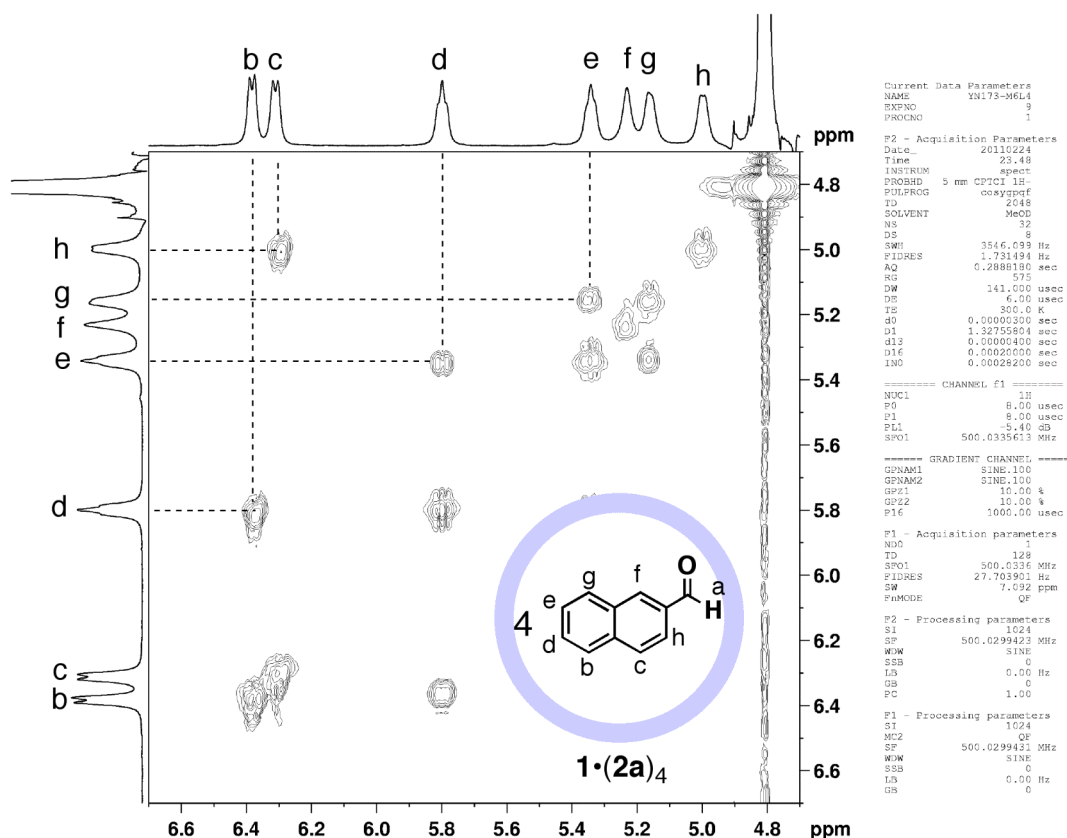 b c d e f g h
ppm
h
g
f
e
d
c
b
4.8
5.0
5.2
5.4
5.6
5.8
6.0
6.2
6.4
6.6
ppm
6.6 6.4 6.2 6.0 5.8 5.6 5.4 5.2 5.0 4.8 ppm
O
g f a
e H
4
d h
b c
1•(2a)4
Current Data Parameters
NAME YN173-M6L4
EXPNO 9
PROCNO 1
F2 - Acquisition Parameters
Date_ 20110224
Time 23.48
INSTRUM spect
PROBHD 5 mm CPTCI 1H-
PULPROG cosygpqf
TD 2048
SOLVENT MeOD
NS 32
DS 8
SWH 3546.099 Hz
FIDRES 1.731494 Hz
AQ 0.2888180 sec
RG 575
DW 141.000 usec
DE 6.00 usec
TE 300.0 K
d0 0.00000300 sec
D1 1.32755804 sec
d13 0.00000400 sec
D16 0.00020000 sec
IN0 0.00028200 sec
======== CHANNEL f1 ========
NUC1 1H
P0 8.00 usec
P1 8.00 usec
PL1 -5.40 dB
SFO1 500.0335613 MHz
====== GRADIENT CHANNEL =====
GPNAM1 SINE.100
GPNAM2 SINE.100
GPZ1 10.00 %
GPZ2 10.00 %
P16 1000.00 usec
F1 - Acquisition parameters
ND0 1
TD 128
SFO1 500.0336 MHz
FIDRES 27.703901 Hz
SW 7.092 ppm
FnMODE QF
F2 - Processing parameters
SI 1024
SF 500.0299423 MHz
WDW SINE
SSB 0
LB 0.00 Hz
GB 0
PC 1.00
F1 - Processing parameters
SI 1024
MC2 QF
SF 500.0299431 MHz
WDW SINE
SSB 0
LB 0.00 Hz
GB 0